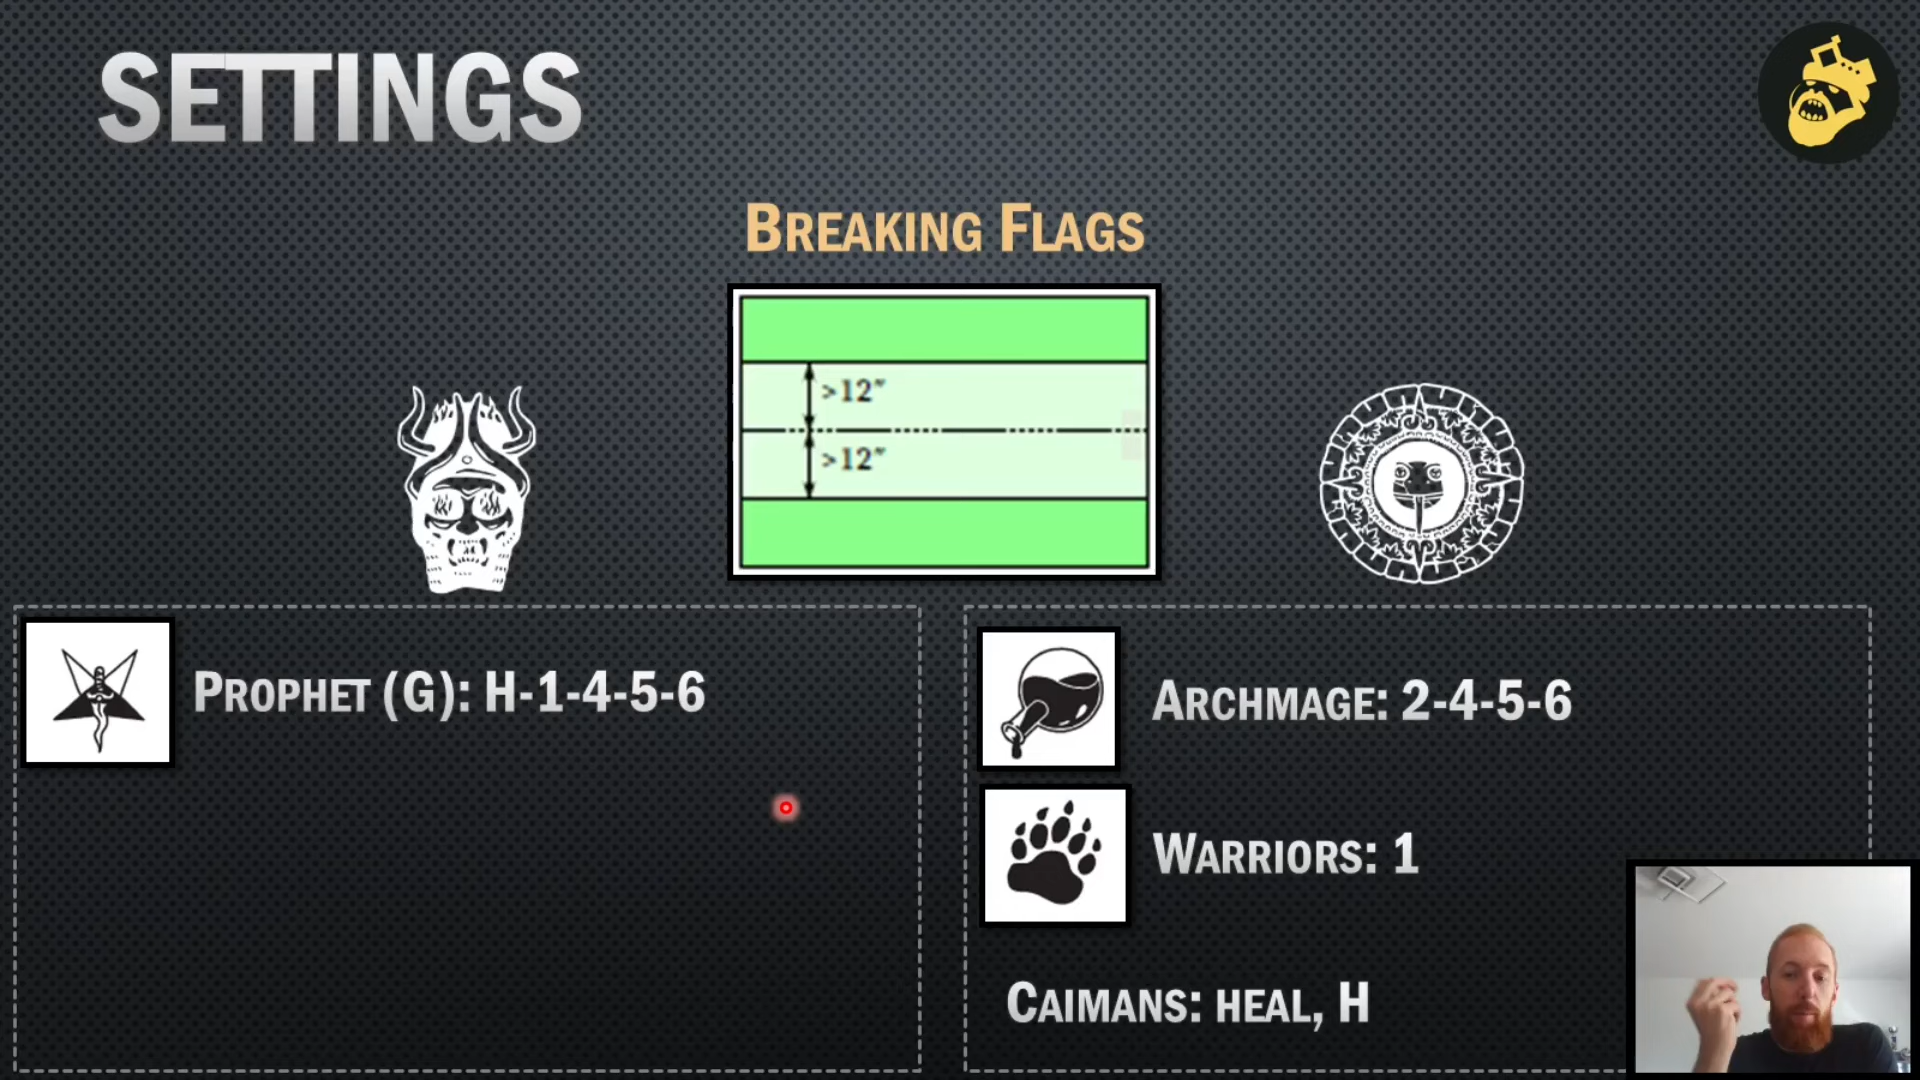 SETTINGS
BREAKING FLAGS
>12"
>12"
PROPHET (G): H-1-4-5-6
ARCHMAGE: 2-4-5-6
WARRIORS: 1
CAIMANS: HEAL, H